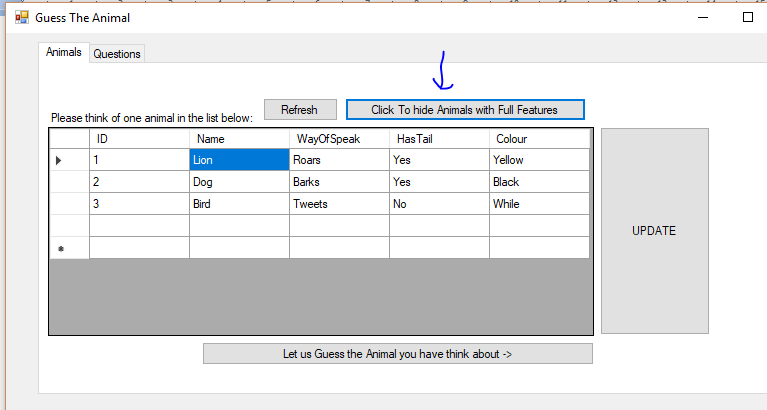 Guess The Animal
Animals Questions
Refresh Click To hide Animals with Full Features
Please think of one animal in the list below:
ID Name WayOfSpeak HasTail Colour
1 Lion Roars Yes Yellow
2 Dog Barks Yes Black
3 Bird Tweets No While
UPDATE
Let us Guess the Animal you have think about ->